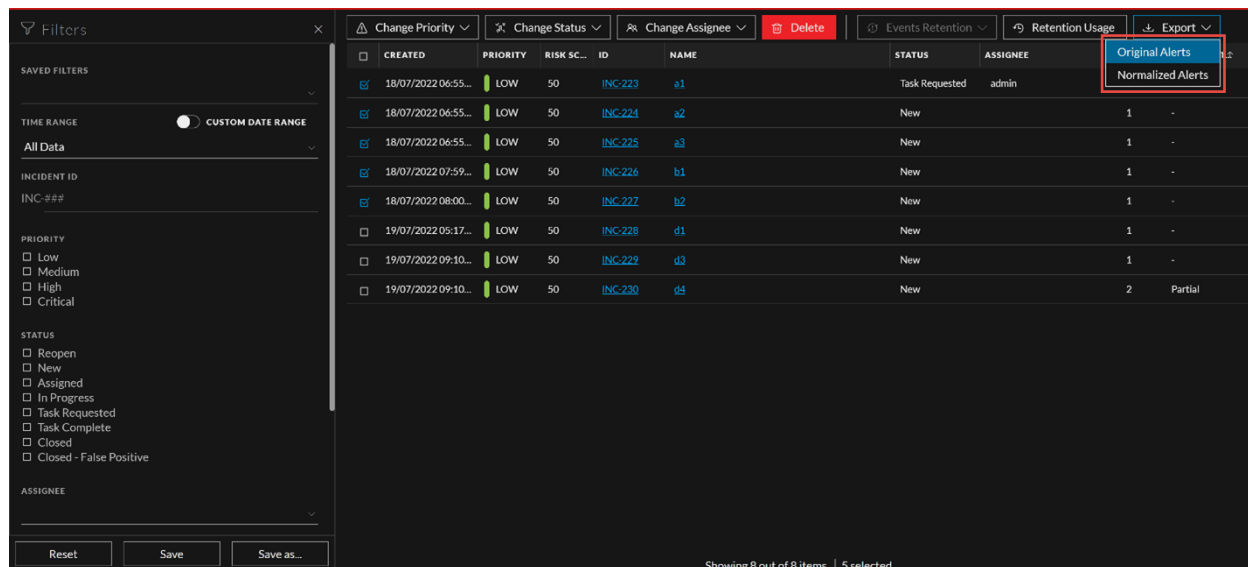 Filters
SAVED FILTERS
TIME RANGE CUSTOM DATE RANGE
All Data
INCIDENT ID
INC-###
PRIORITY
Low
Medium
High
Critical
STATUS
Reopen
New
Assigned
In Progress
Task Requested
Task Complete
Closed
Closed - False Positive
ASSIGNEE
Reset Save Save as...
Change Priority Change Status Change Assignee Delete Events Retention Retention Usage Export
Original Alerts
Normalized Alerts
CREATED PRIORITY RISK SC... ID NAME STATUS ASSIGNEE
18/07/2022 06:55... LOW 50 INC-223 a1 Task Requested admin
18/07/2022 06:55... LOW 50 INC-224 a2 New 1 -
18/07/2022 06:55... LOW 50 INC-225 a3 New 1 -
18/07/2022 07:59... LOW 50 INC-226 b1 New 1 -
18/07/2022 08:00... LOW 50 INC-227 b2 New 1 -
19/07/2022 05:17... LOW 50 INC-228 d1 New 1 -
19/07/2022 09:10... LOW 50 INC-229 d3 New 1 -
19/07/2022 09:10... LOW 50 INC-230 d4 New 2 Partial
Showing 8 out of 8 items | 5 selected